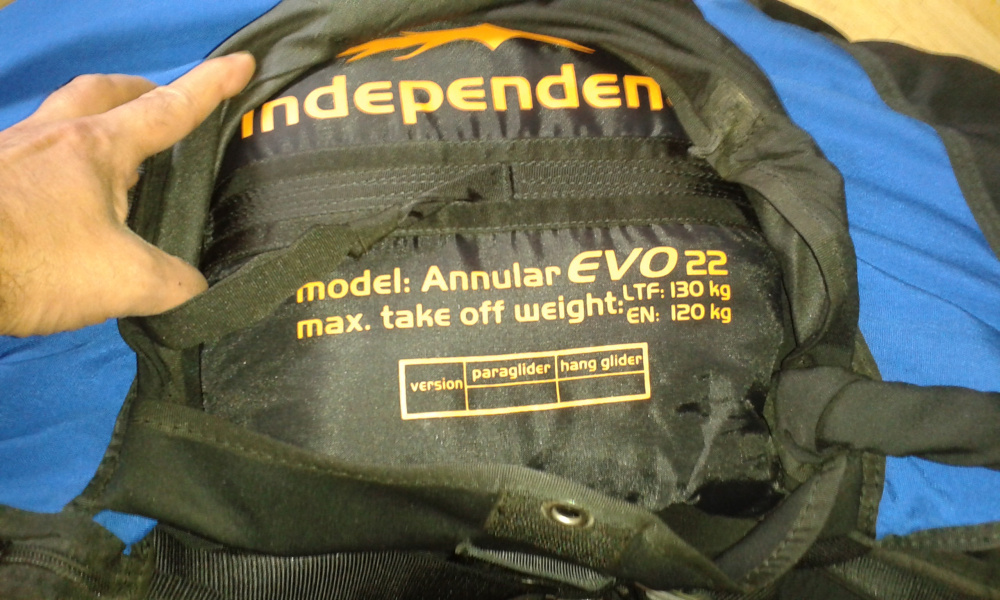 Independen
model: Annular EVO 22
max. take off weight: LTF: 130 kg
EN: 120 kg
version paraglider hang glider